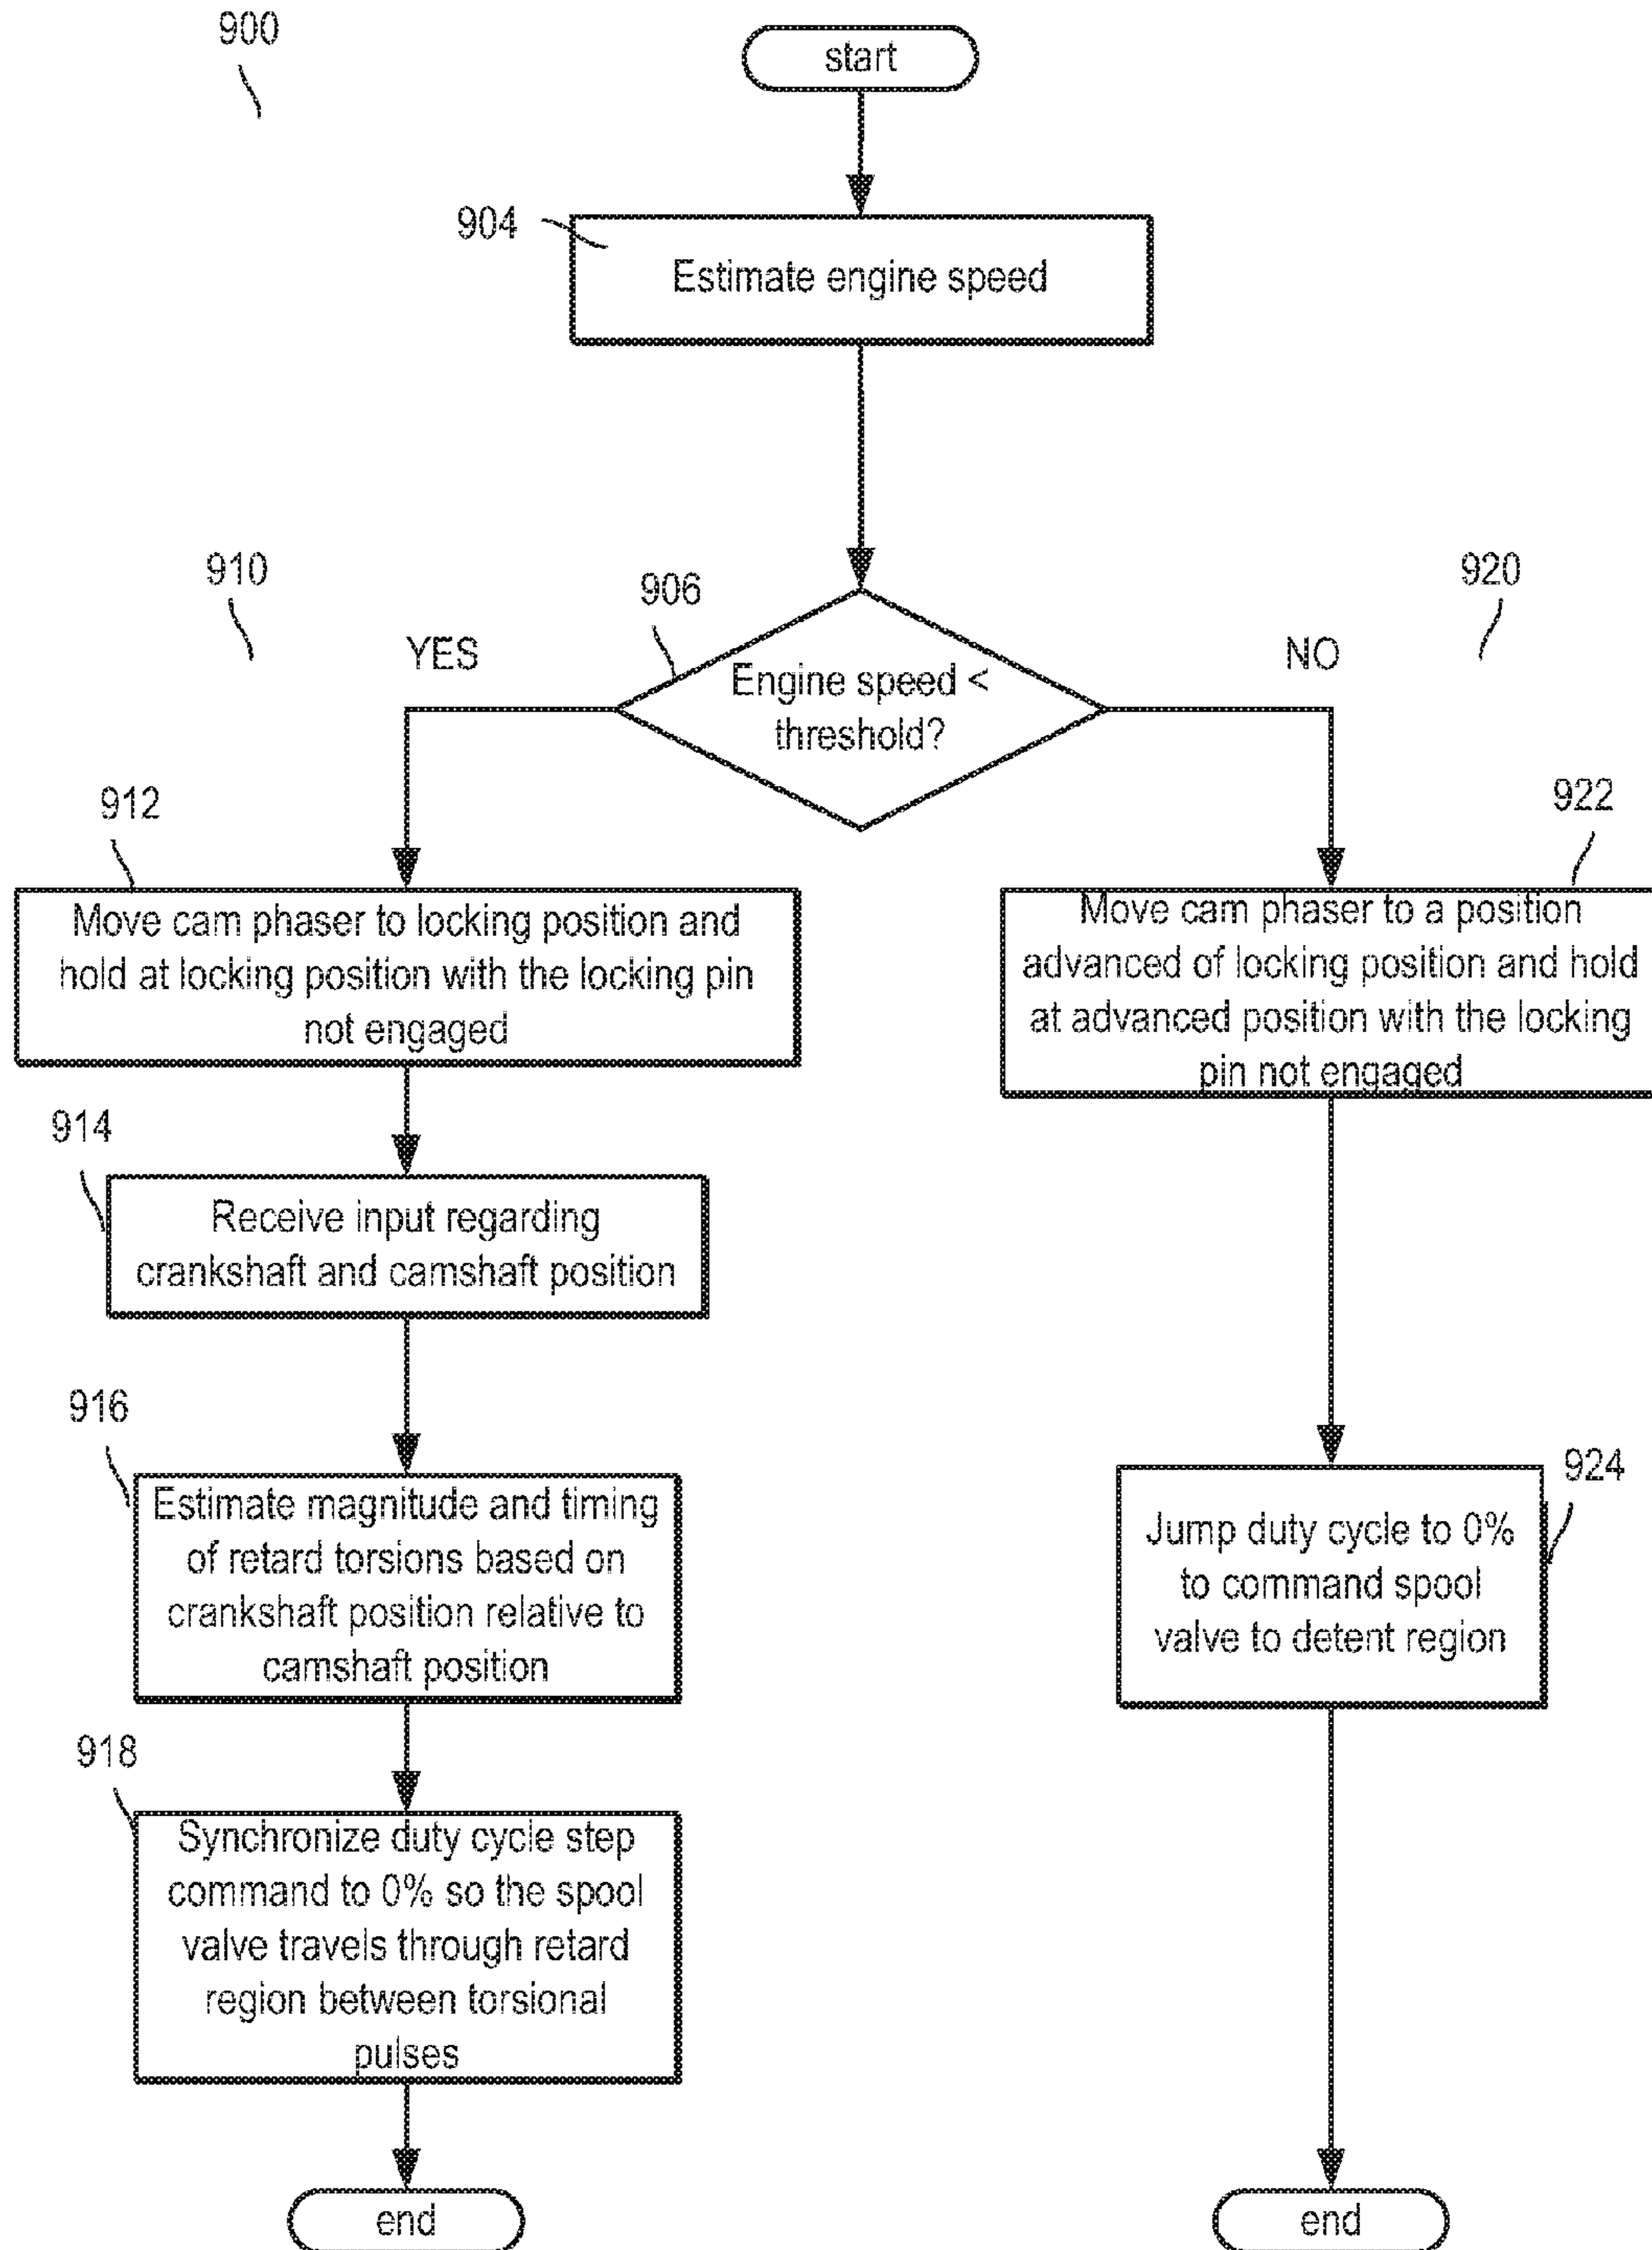 900
start
904
Estimate engine speed
910
906
920
YES
NO
Engine speed <
threshold?
912
922
Move cam phaser to locking position and
hold at locking position with the locking pin
not engaged
Move cam phaser to a position
advanced of locking position and hold
at advanced position with the locking
pin not engaged
914
Receive input regarding
crankshaft and camshaft position
916
Estimate magnitude and timing
of retard torsions based on
crankshaft position relative to
camshaft position
924
Jump duty cycle to 0%
to command spool
valve to detent region
918
Synchronize duty cycle step
command to 0% so the spool
valve travels through retard
region between torsional
pulses
end
end